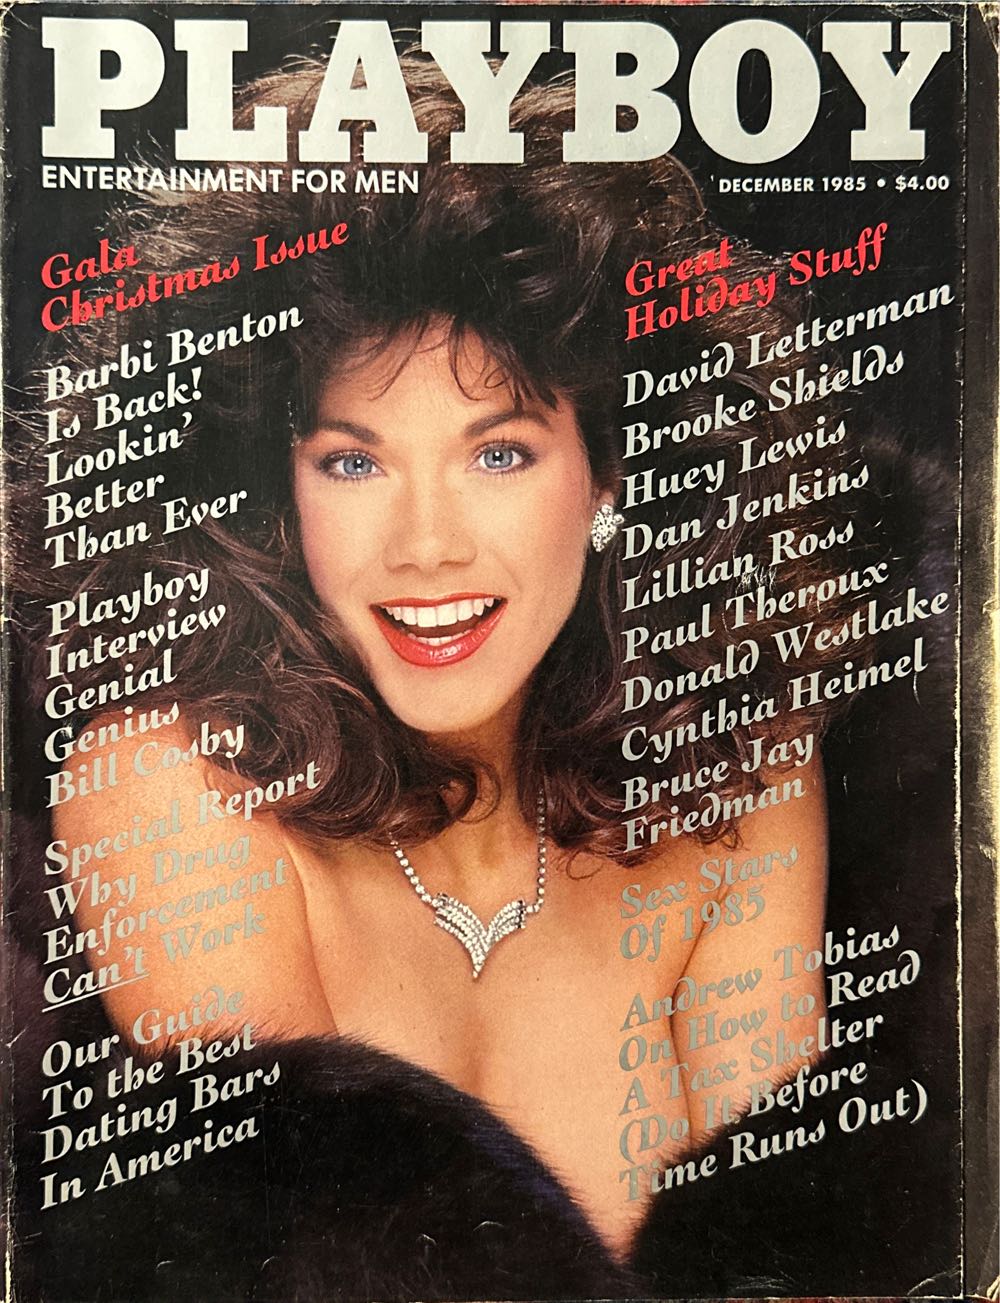 PLAYBOY
ENTERTAINMENT FOR MEN
DECEMBER 1985 • $4.00
Gala
Christmas Issue
Barbi Benton
Is Back!
Lookin'
Better
Than Ever
Playboy
Interview
Genial
Genius
Bill Cosby
Special Report
Why Drug
Enforcement
Can't Work
Our Guide
To the Best
Dating Bars
In America
Great
Holiday Stuff
David Letterman
Brooke Shields
Huey Lewis
Dan Jenkins
Lillian Ross
Paul Theroux
Donald Westlake
Cynthia Heimel
Bruce Jay
Friedman
Sex Stars
Of 1985
Andrew Tobias
On How to Read
A Tax Shelter
(Do It Before
Time Runs Out)